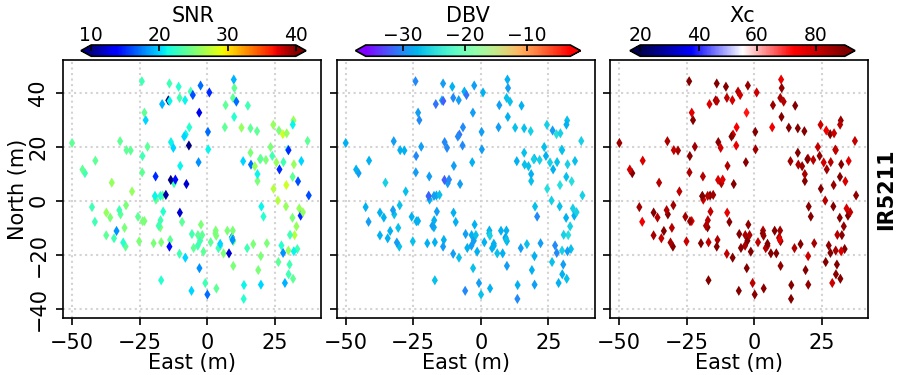 SNR DBV Xc
10 20 30 40 −30 −20 −10 20 40 60 80
North (m)
40
20
0
−20
−40
IR5211
−50 −25 0 25 −50 −25 0 25 −50 −25 0 25
East (m) East (m) East (m)